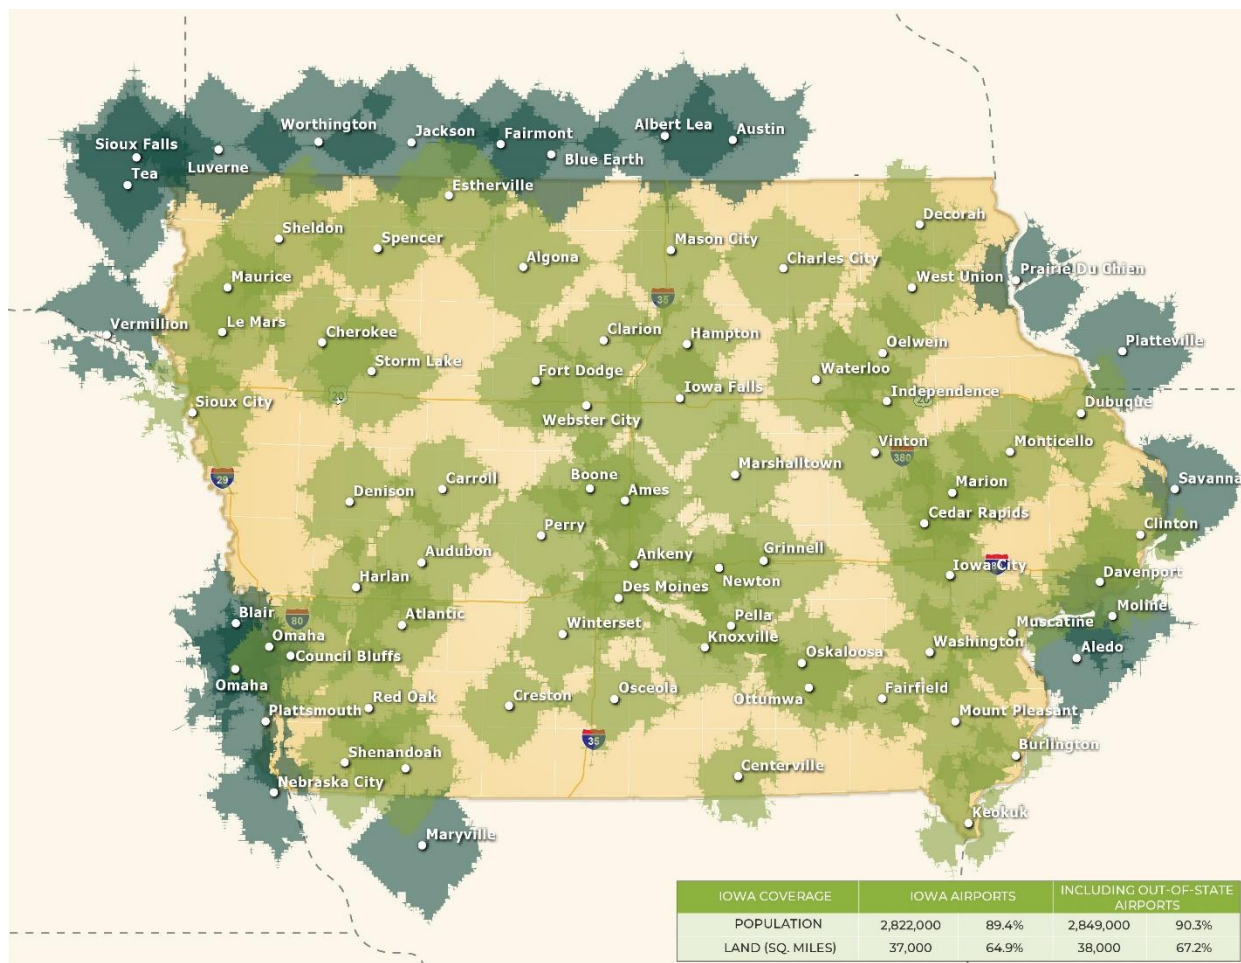 Worthington
Jackson
Fairmont
Albert Lea
Austin
Sioux Falls
Luverne
Blue Earth
Tea
Estherville
Decorah
Sheldon
Spencer
Algona
Mason City
Charles City
West Union
Prairie Du Chien
Maurice
35
Vermillion
Le Mars
Cherokee
Clarion
Hampton
Oelwein
Platteville
Storm Lake
Fort Dodge
Waterloo
Iowa Falls
Independence
20
20
Sioux City
Webster City
Dubuque
Vinton
Monticello
380
29
Denison
Carroll
Boone
Ames
Marshalltown
Marion
Savanna
Perry
Cedar Rapids
Clinton
Audubon
Ankeny
Grinnell
Harlan
Newton
Iowa City
Davenport
Des Moines
Blair
80
Atlantic
Winterset
Pella
Moline
Muscatine
Omaha
Council Bluffs
Knoxville
Oskaloosa
Washington
Aledo
Omaha
Red Oak
Creston
Osceola
Ottumwa
Fairfield
Plattsmouth
Mount Pleasant
35
Shenandoah
Burlington
Nebraska City
Centerville
Keokuk
Maryville
IOWA COVERAGE IOWA AIRPORTS INCLUDING OUT-OF-STATE AIRPORTS
POPULATION 2,822,000 89.4% 2,849,000 90.3%
LAND (SQ. MILES) 37,000 64.9% 38,000 67.2%